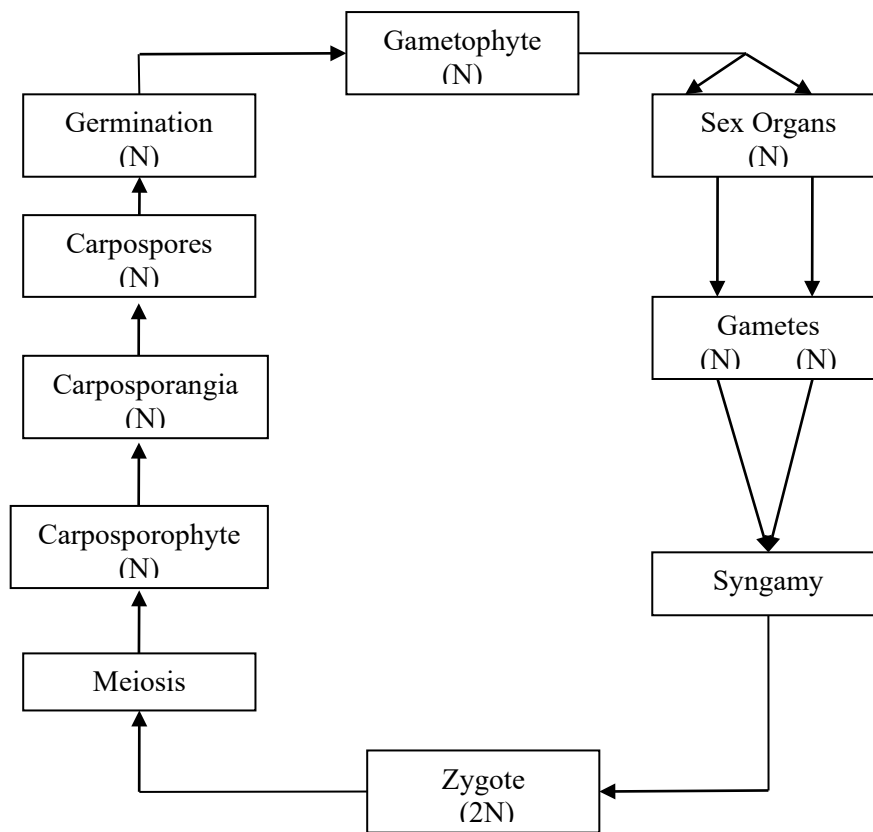 Gametophyte
(N)
Sex Organs
(N)
Gametes
(N) (N)
Syngamy
Zygote
(2N)
Meiosis
Carposporophyte
(N)
Carposporangia
(N)
Carpospores
(N)
Germination
(N)